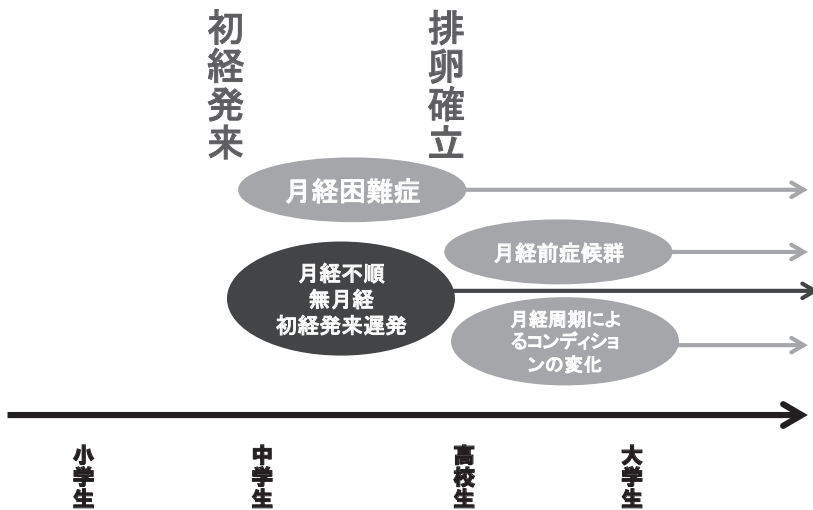 初経発来
排卵確立
月経困難症
月経前症候群
月経不順
無月経
初経発来遅発
月経周期によ
るコンディショ
ンの変化
小学生
中学生
高校生
大学生